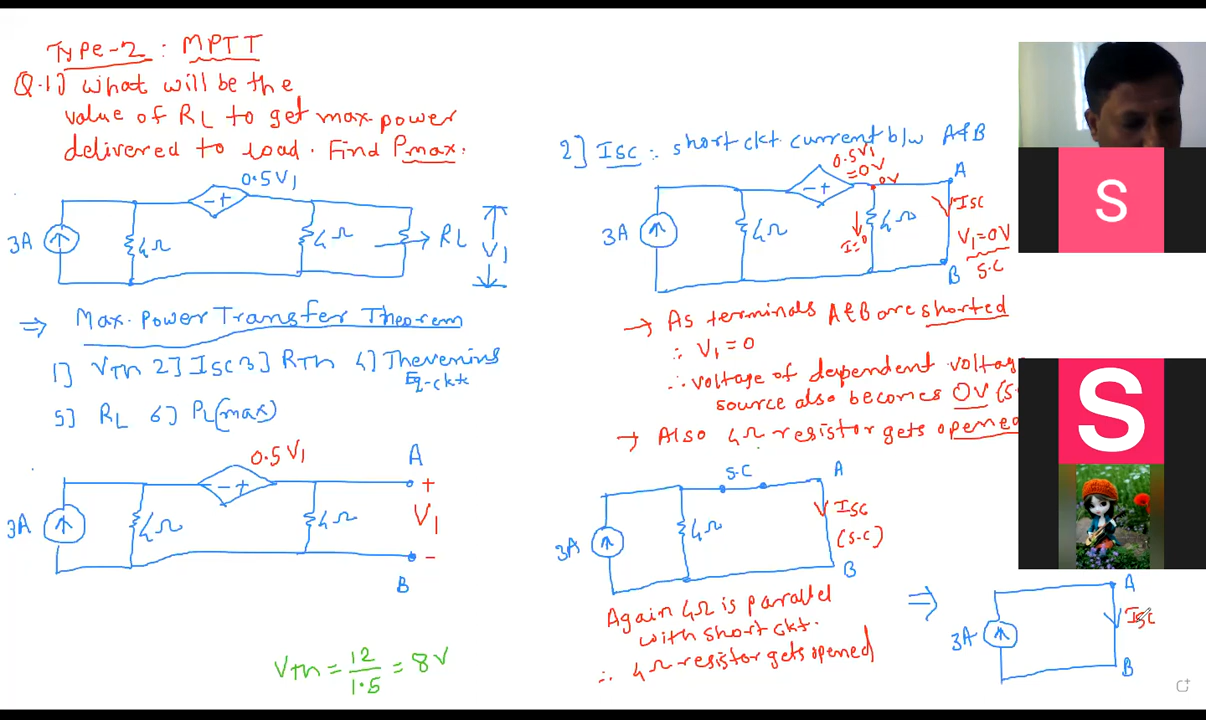 Type-2 : MPTT
Q.1] What will be the
value of RL to get max. power
delivered to load. Find Pmax.
0.5V1
- +
3A
4Ω
4Ω
RL
V1
⇒ Max. Power Transfer Theorem
1] VTh 2] ISC 3] RTh 4] Thevenins
Eq-ckt
5] RL 6] PL(max)
0.5V1
A
- +
+
3A
4Ω
4Ω
V1
-
B
VTh = 12/1.5 = 8V
2] ISC : short ckt. current b/w A&B
0.5V1
=0V
0V
A
- +
ISC
3A
4Ω
4Ω
I=0
V1=0V
S.C
B
→ As terminals A&B are shorted
∴ V1 = 0
∴ voltage of dependent voltag
source also becomes 0V (S
→ Also 4Ω resistor gets opened
S.C
A
ISC
3A
4Ω
(S.C)
B
Again 4Ω is parallel
with short ckt.
∴ 4Ω resistor gets opened
⇒
A
3A
ISC
B
S
S